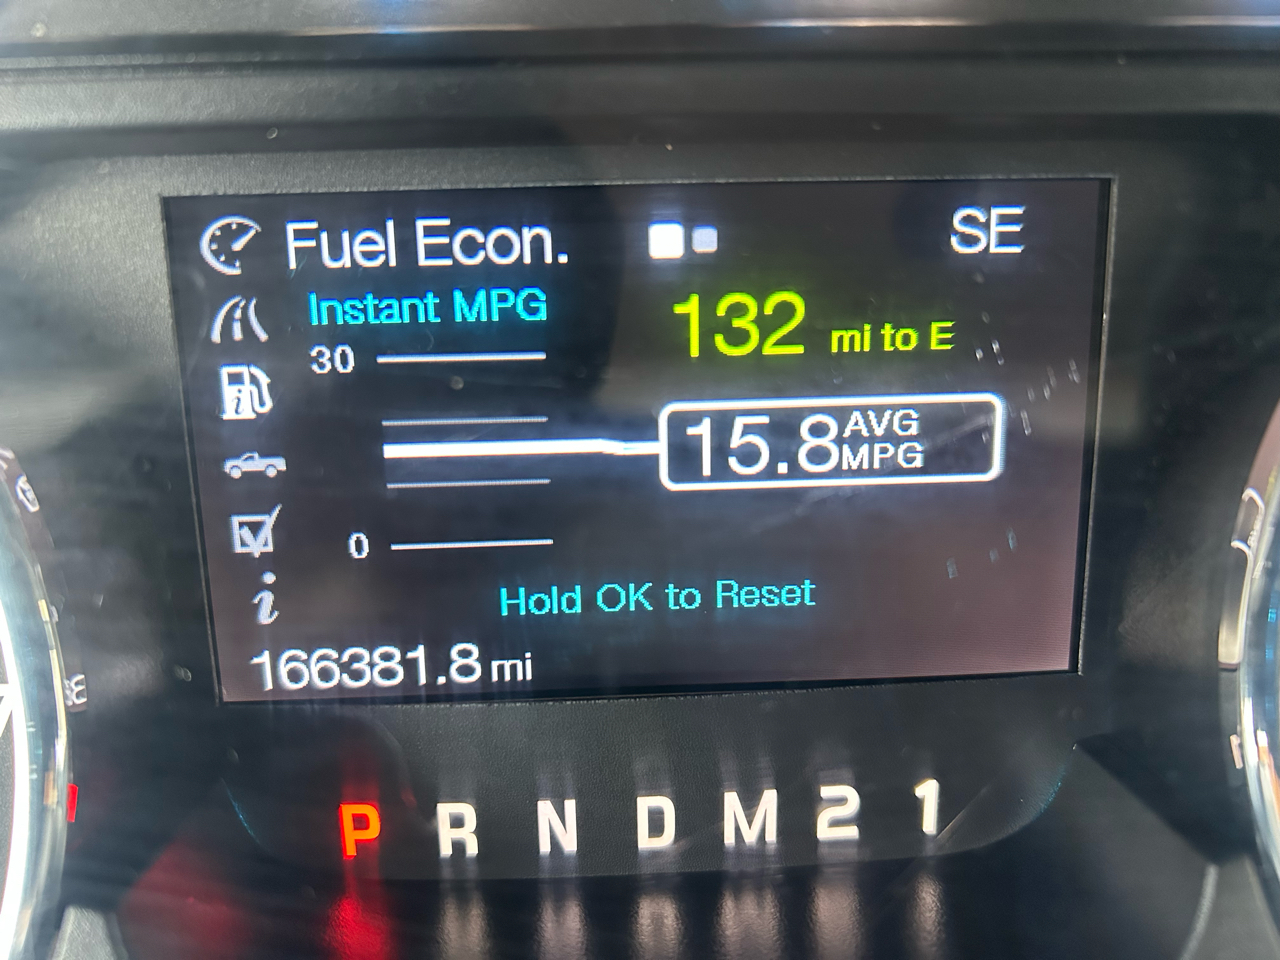 Fuel Econ.
SE
Instant MPG
132 mi to E
30
15.8 AVG MPG
0
Hold OK to Reset
166381.8 mi
P R N D M 2 1